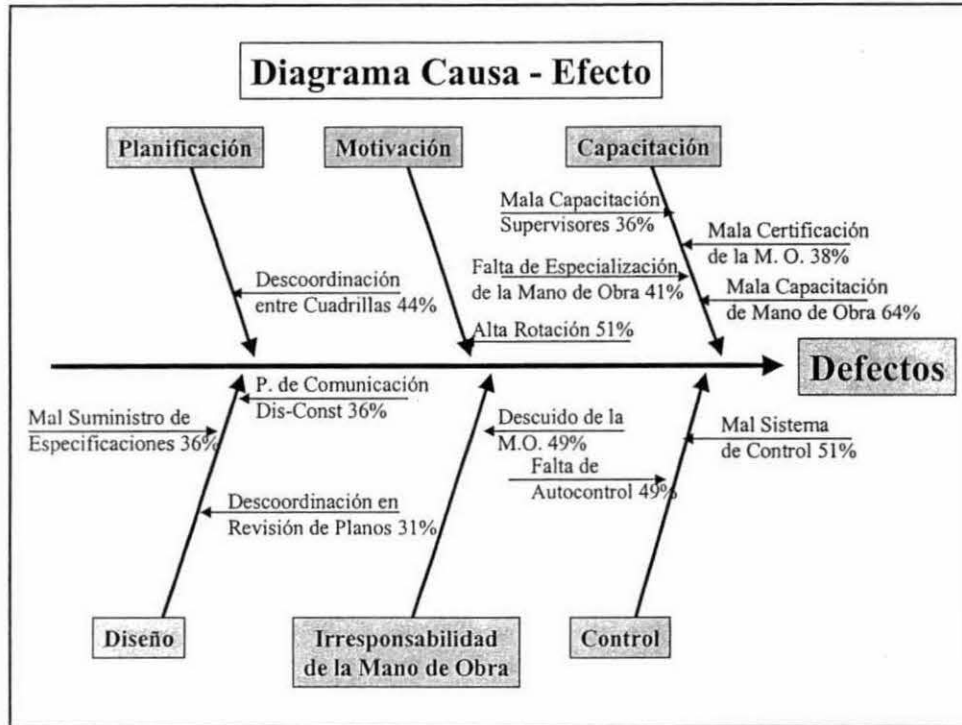 Diagrama Causa - Efecto
Planificación
Motivación
Capacitación
Mala Capacitación
Supervisores 36%
Mala Certificación
de la M. O. 38%
Falta de Especialización
de la Mano de Obra 41%
Mala Capacitación
de Mano de Obra 64%
Descoordinación
entre Cuadrillas 44%
Alta Rotación 51%
Defectos
P. de Comunicación
Dis-Const 36%
Mal Suministro de
Especificaciones 36%
Descuido de la
M.O. 49%
Mal Sistema
de Control 51%
Falta de
Autocontrol 49%
Descoordinación en
Revisión de Planos 31%
Diseño
Irresponsabilidad
de la Mano de Obra
Control